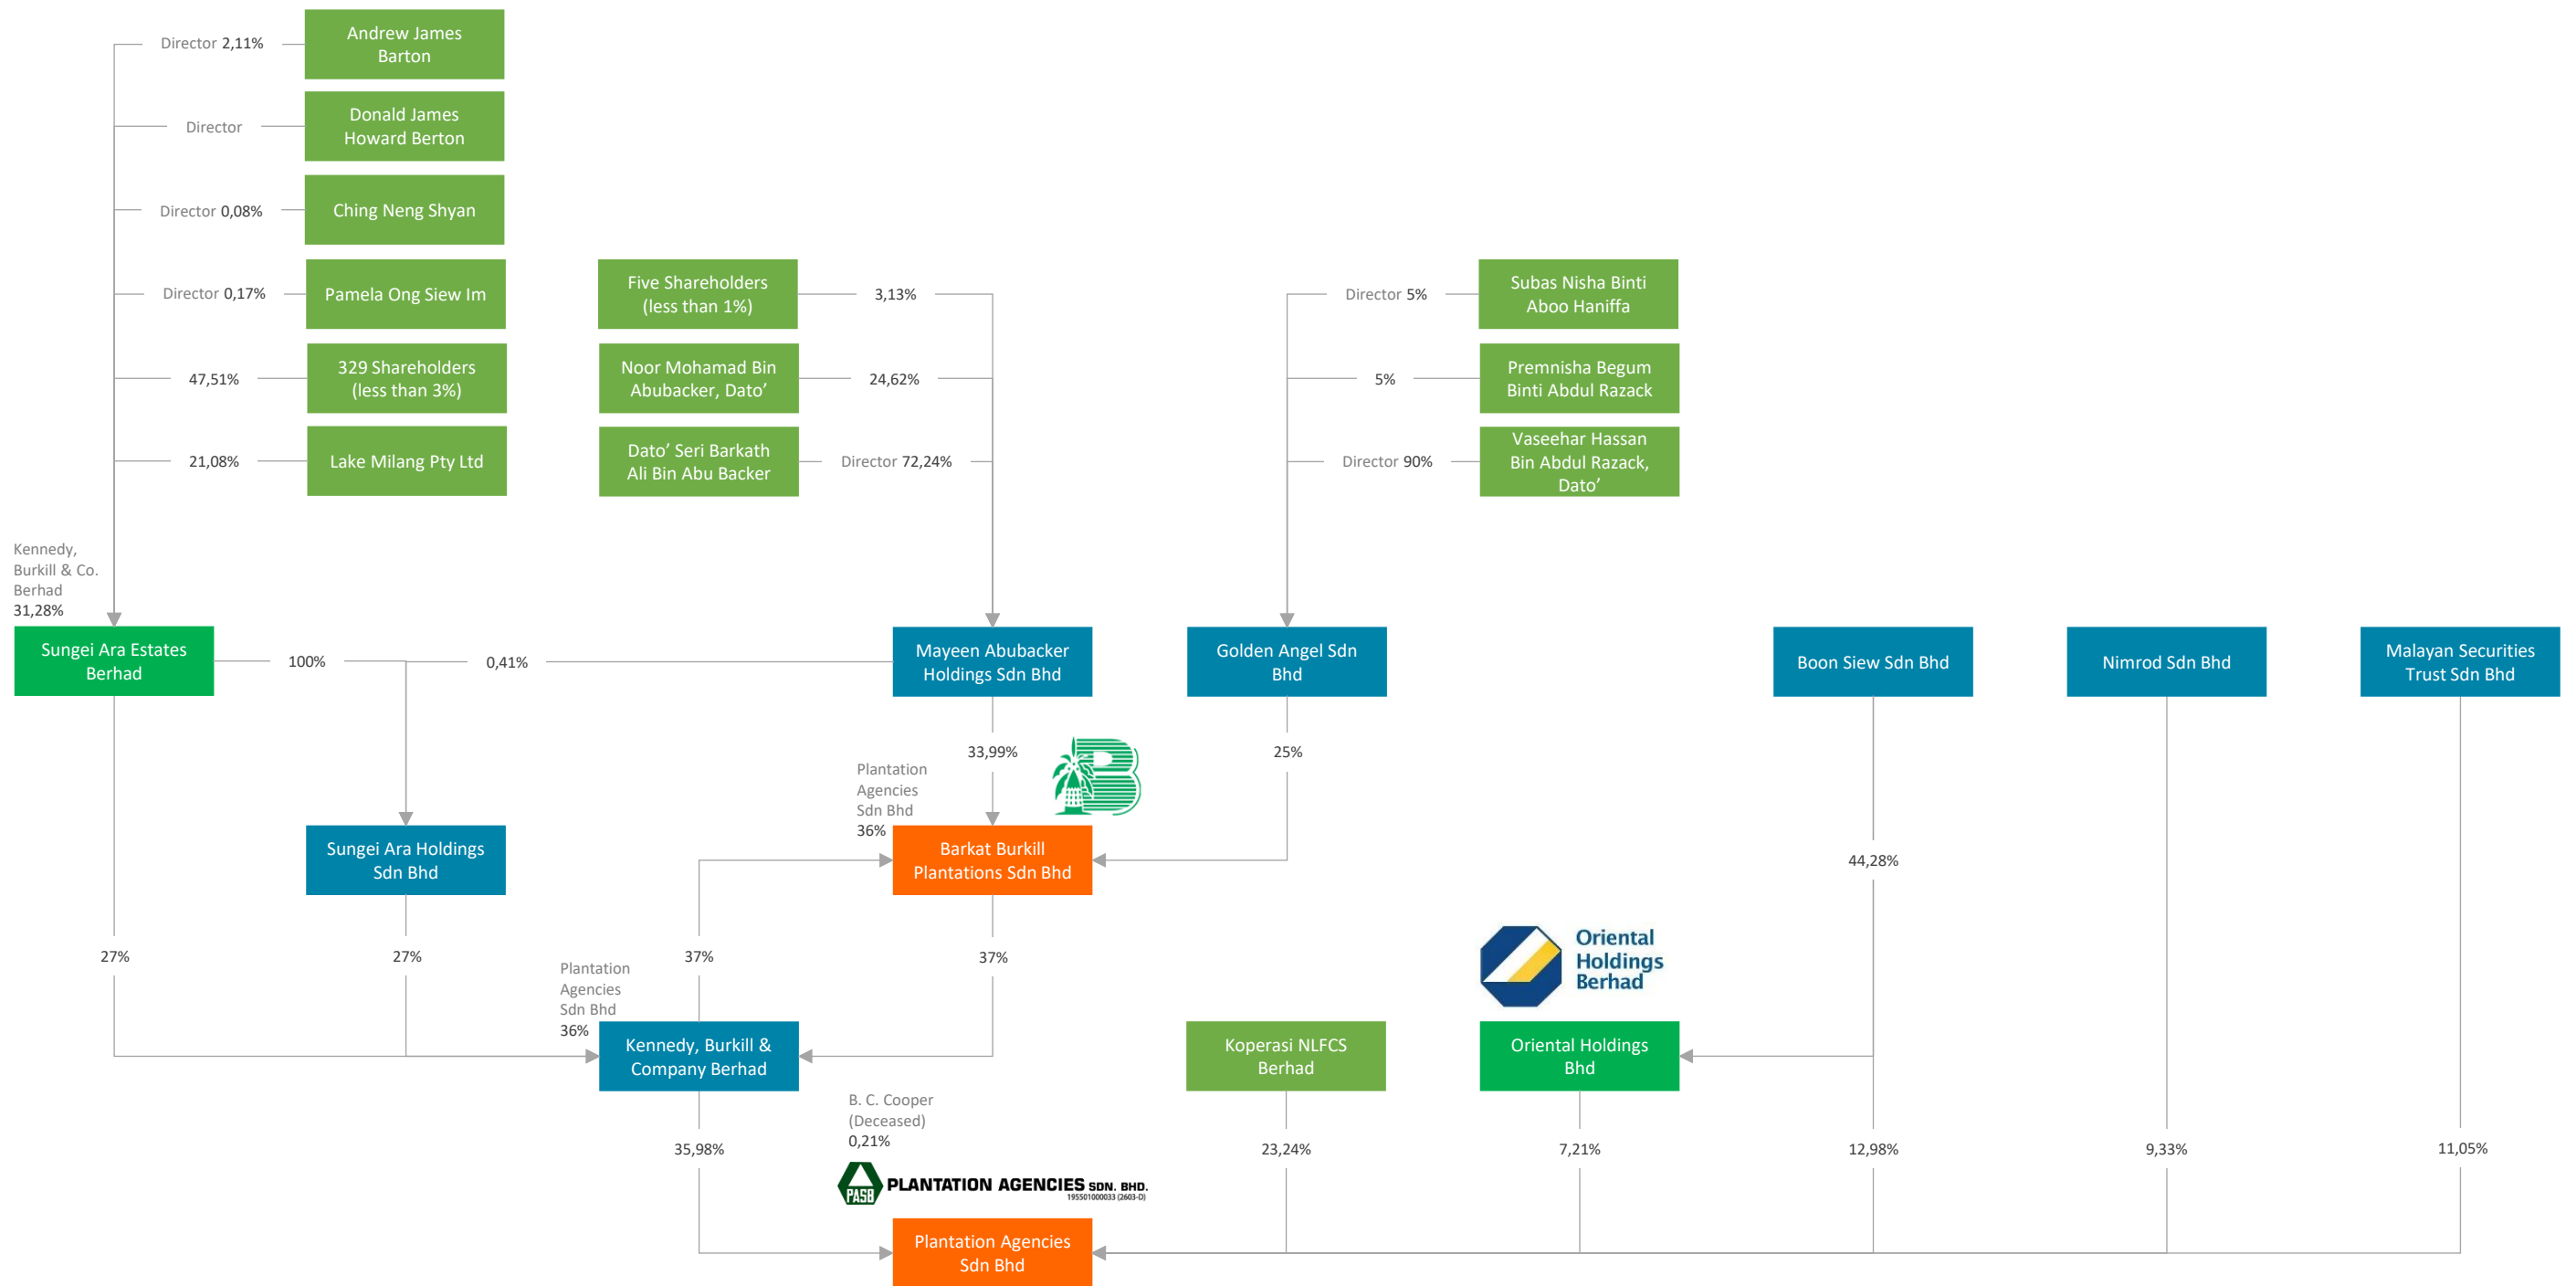 Director 2,11%
Andrew James
Barton
Director
Donald James
Howard Berton
Director 0,08%
Ching Neng Shyan
Director 0,17%
Pamela Ong Siew Im
47,51%
329 Shareholders
(less than 3%)
21,08%
Lake Milang Pty Ltd
Five Shareholders
(less than 1%)
3,13%
Noor Mohamad Bin
Abubacker, Dato’
24,62%
Dato’ Seri Barkath
Ali Bin Abu Backer
Director 72,24%
Director 5%
Subas Nisha Binti
Aboo Haniffa
5%
Premnisha Begum
Binti Abdul Razack
Director 90%
Vaseehar Hassan
Bin Abdul Razack,
Dato’
Kennedy,
Burkill & Co.
Berhad
31,28%
Sungei Ara Estates
Berhad
100%
0,41%
Mayeen Abubacker
Holdings Sdn Bhd
Golden Angel Sdn
Bhd
Boon Siew Sdn Bhd
Nimrod Sdn Bhd
Malayan Securities
Trust Sdn Bhd
33,99%
B
25%
Plantation
Agencies
Sdn Bhd
36%
Sungei Ara Holdings
Sdn Bhd
Barkat Burkill
Plantations Sdn Bhd
44,28%
27%
27%
37%
37%
Oriental
Holdings
Berhad
Plantation
Agencies
Sdn Bhd
36%
Kennedy, Burkill &
Company Berhad
Koperasi NLFCS
Berhad
Oriental Holdings
Bhd
B. C. Cooper
(Deceased)
0,21%
35,98%
23,24%
7,21%
12,98%
9,33%
11,05%
PASB
PLANTATION AGENCIES SDN. BHD.
195501000033 (2603-D)
Plantation Agencies
Sdn Bhd